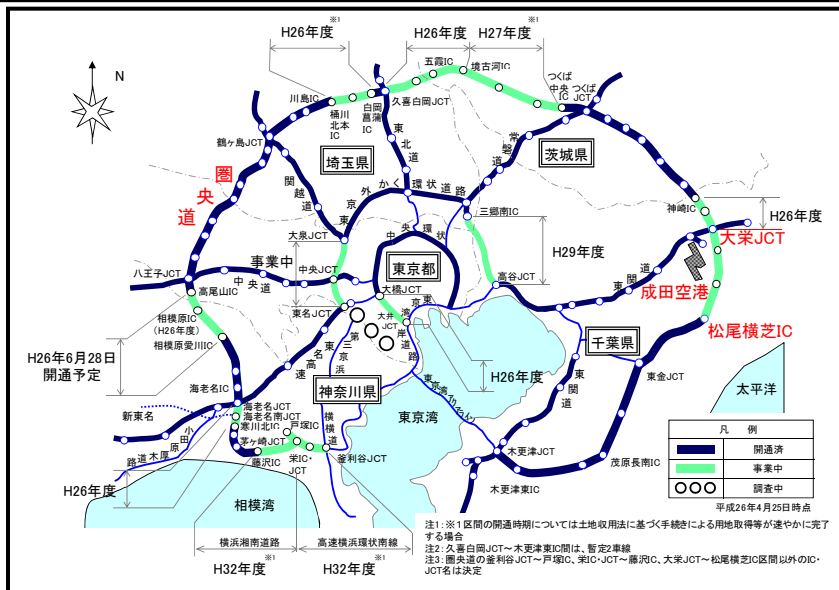 N
※1
H26年度
H26年度
※1
H27年度
五霞IC
境古河IC
つくば
中央
IC
つくば
JCT
川島IC
桶川
北本
IC
白岡
菖蒲
IC
久喜白岡JCT
鶴ヶ島JCT
東北道
常磐道
埼玉県
茨城県
圏央道
関越道
東京外かく環状道路
三郷南IC
神崎IC
H26年度
大栄JCT
大泉JCT
中央環状
H29年度
事業中
八王子JCT
中央道
中央JCT
東京都
高谷JCT
東関道
成田空港
高尾山IC
大橋JCT
相模原IC
(H26年度)
相模原愛川IC
東名JCT
大井
JCT
東京湾岸道路
第三京浜
東名高速
千葉県
松尾横芝IC
H26年6月28日
開通予定
H26年度
東金JCT
太平洋
神奈川県
東京湾
東京湾アクアライン
東関道
海老名IC
海老名JCT
海老名南JCT
新東名
寒川北IC
戸塚IC
横横道
小田原厚木道路
茅ヶ崎JCT
藤沢IC
栄IC・
JCT
釜利谷JCT
木更津JCT
木更津東IC
茂原長南IC
H26年度
相模湾
凡 例
開通済
事業中
調査中
平成26年4月25日時点
横浜湘南道路
高速横浜環状南線
※1
H32年度
※1
H32年度
注1：※1区間の開通時期については土地収用法に基づく手続きによる用地取得等が速やかに完了
する場合
注2：久喜白岡JCT～木更津東IC間は、暫定2車線
注3：圏央道の釜利谷JCT～戸塚IC、栄IC・JCT～藤沢IC、大栄JCT～松尾横芝IC区間以外のIC・
JCT名は決定